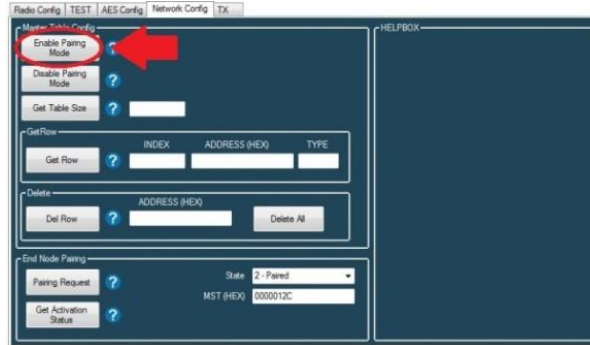 Radio Config TEST AES Config Network Config TX
Master Table Config
HELPBOX
Enable Pairing
Mode
?
Disable Pairing
Mode
?
Get Table Size ?
GetRow
INDEX ADDRESS (HEX) TYPE
Get Row ?
Delete
ADDRESS (HEX)
Del Row ? Delete All
End Node Pairing
Pairing Request ? State 2 - Paired
MST (HEX) 0000012C
Get Activation
Status
?